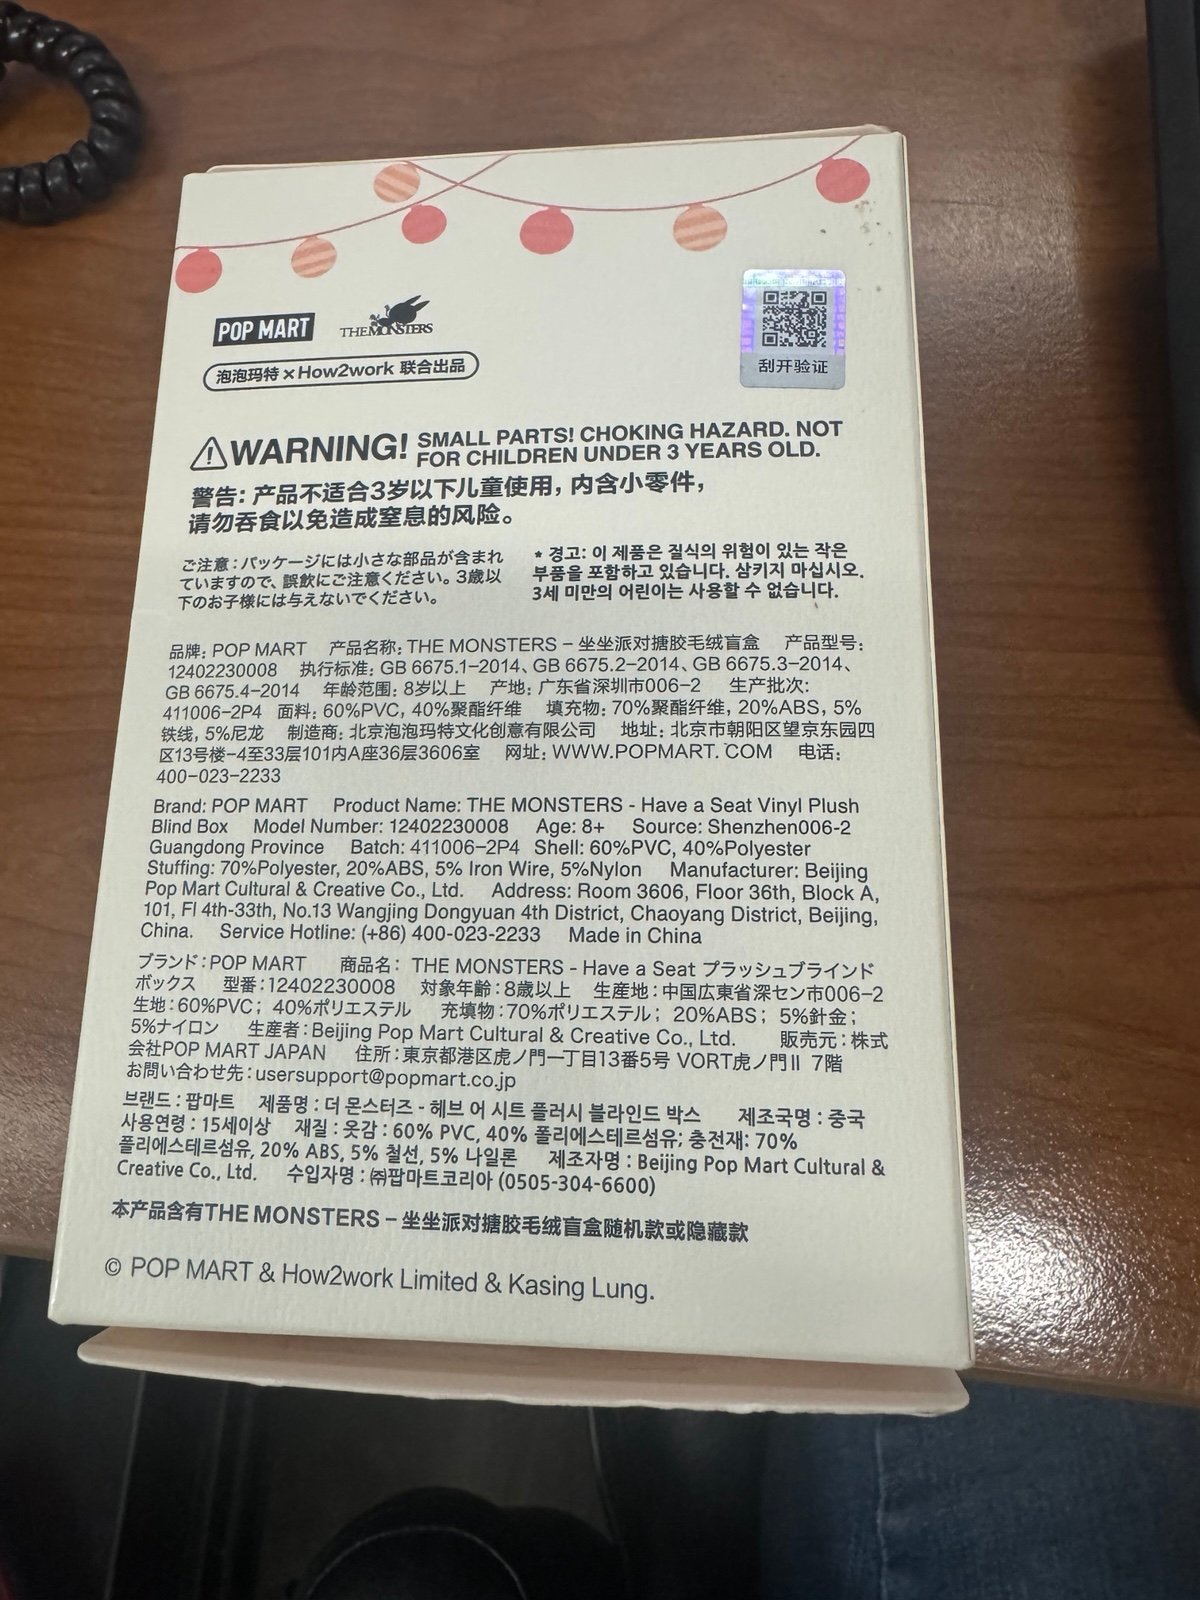 POP MART
THE MONSTERS
泡泡玛特 × How2work 联合出品
刮开验证
WARNING! SMALL PARTS! CHOKING HAZARD. NOT
FOR CHILDREN UNDER 3 YEARS OLD.
警告: 产品不适合3岁以下儿童使用, 内含小零件,
请勿吞食以免造成窒息的风险。
ご注意:パッケージには小さな部品が含まれ
ていますので、誤飲にご注意ください。3歳以
下のお子様には与えないでください。
* 경고: 이 제품은 질식의 위험이 있는 작은
부품을 포함하고 있습니다. 삼키지 마십시오.
3세 미만의 어린이는 사용할 수 없습니다.
品牌: POP MART 产品名称: THE MONSTERS – 坐坐派对搪胶毛绒盲盒 产品型号:
12402230008 执行标准: GB 6675.1–2014、GB 6675.2–2014、GB 6675.3–2014、
GB 6675.4–2014 年龄范围: 8岁以上 产地: 广东省深圳市006–2 生产批次:
411006–2P4 面料: 60%PVC, 40%聚酯纤维 填充物: 70%聚酯纤维, 20%ABS, 5%
铁线, 5%尼龙 制造商: 北京泡泡玛特文化创意有限公司 地址: 北京市朝阳区望京东园四
区13号楼–4至33层101内A座36层3606室 网址: WWW.POPMART. COM 电话:
400–023–2233
Brand: POP MART Product Name: THE MONSTERS - Have a Seat Vinyl Plush
Blind Box Model Number: 12402230008 Age: 8+ Source: Shenzhen006-2
Guangdong Province Batch: 411006–2P4 Shell: 60%PVC, 40%Polyester
Stuffing: 70%Polyester, 20%ABS, 5% Iron Wire, 5%Nylon Manufacturer: Beijing
Pop Mart Cultural & Creative Co., Ltd. Address: Room 3606, Floor 36th, Block A,
101, Fl 4th-33th, No.13 Wangjing Dongyuan 4th District, Chaoyang District, Beijing,
China. Service Hotline: (+86) 400-023-2233 Made in China
ブランド:POP MART 商品名: THE MONSTERS - Have a Seat プラッシュブラインド
ボックス 型番:12402230008 対象年齢:8歳以上 生産地:中国広東省深セン市006–2
生地:60%PVC; 40%ポリエステル 充填物:70%ポリエステル; 20%ABS; 5%針金;
5%ナイロン 生産者:Beijing Pop Mart Cultural & Creative Co., Ltd. 販売元:株式
会社POP MART JAPAN 住所:東京都港区虎ノ門一丁目13番5号 VORT虎ノ門Ⅱ 7階
お問い合わせ先:usersupport@popmart.co.jp
브랜드 : 팝마트 제품명 : 더 몬스터즈 - 헤브 어 시트 플러시 블라인드 박스 제조국명 : 중국
사용연령 : 15세이상 재질 : 옷감 : 60% PVC, 40% 폴리에스테르섬유; 충전재: 70%
폴리에스테르섬유, 20% ABS, 5% 철선, 5% 나일론 제조자명 : Beijing Pop Mart Cultural &
Creative Co., Ltd. 수입자명 : ㈜팝마트코리아 (0505-304-6600)
本产品含有THE MONSTERS – 坐坐派对搪胶毛绒盲盒随机款或隐藏款
© POP MART & How2work Limited & Kasing Lung.